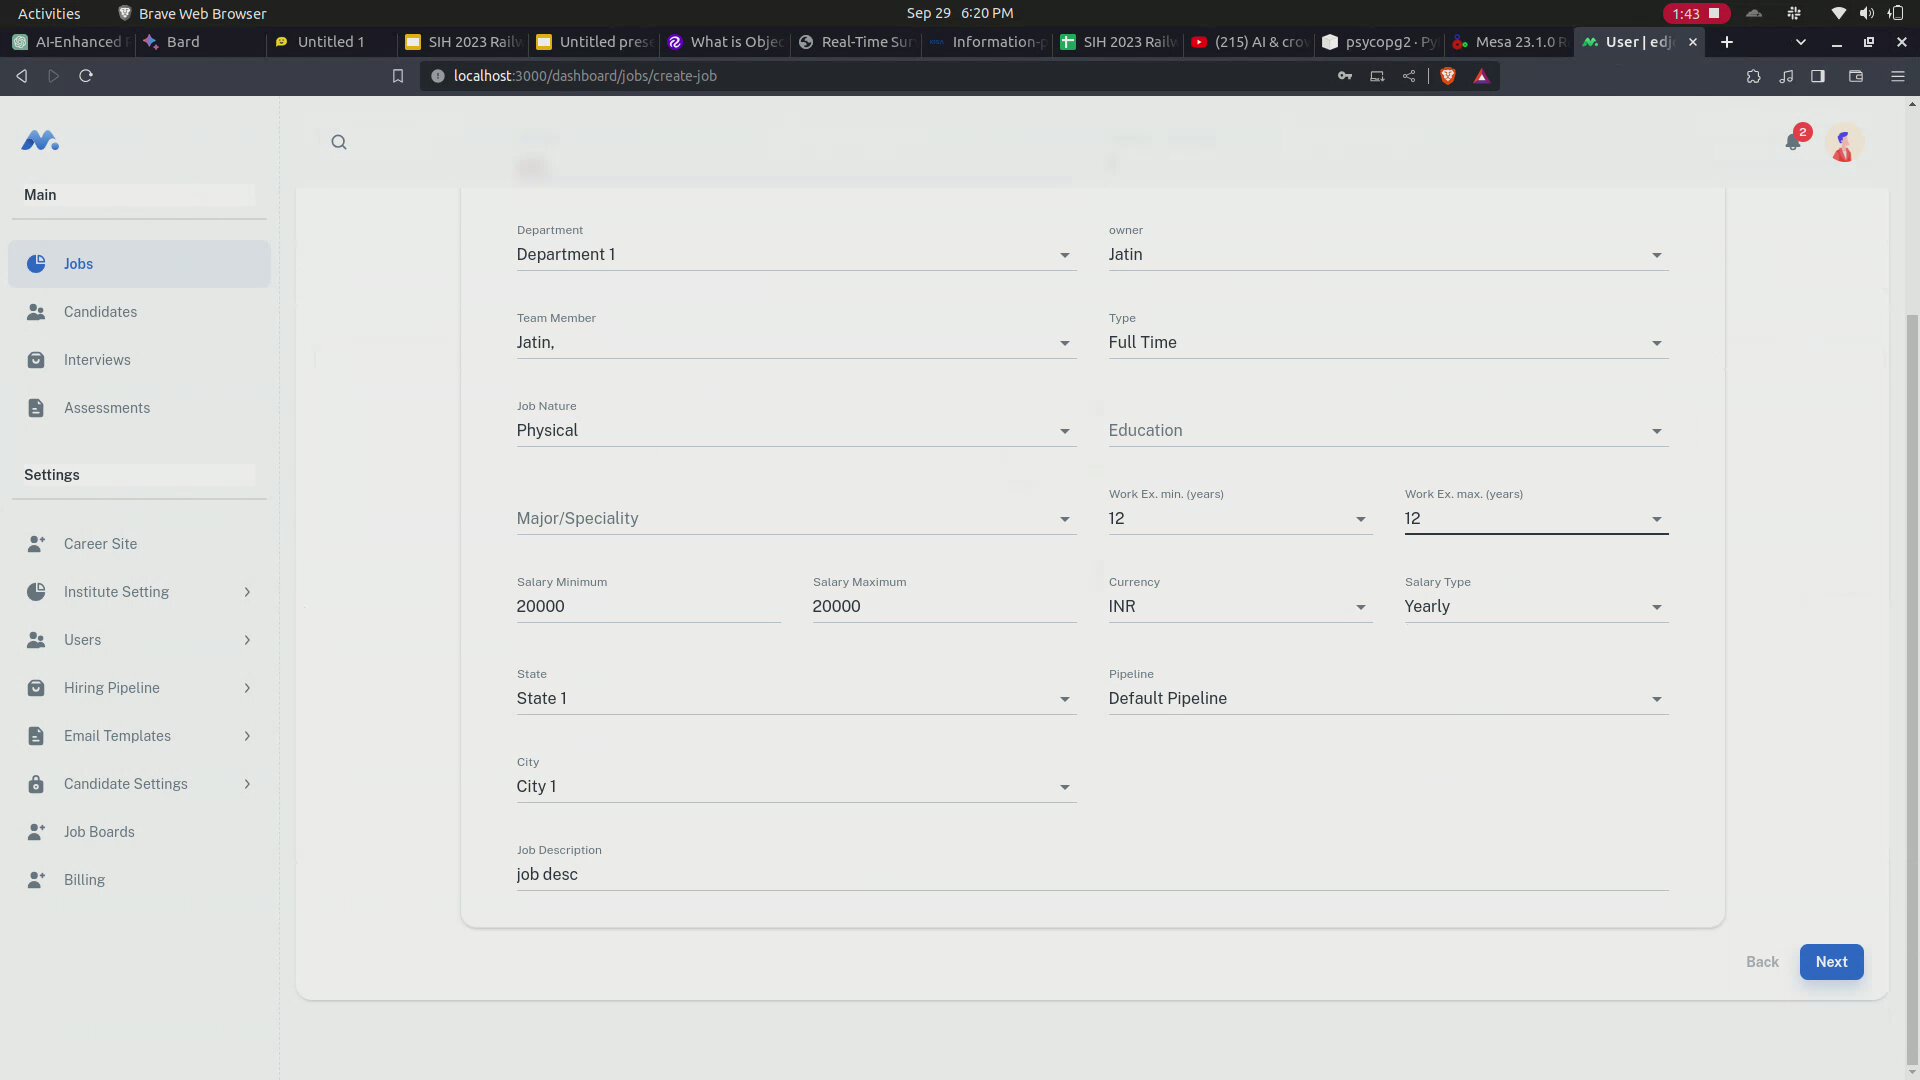 Activities Brave Web Browser Sep 29 6:20 PM 1:43
AI-Enhanced Bard Untitled 1 SIH 2023 Railw Untitled prese What is Objec Real-Time Sur Information-p SIH 2023 Railw (215) AI & crow psycopg2 · Py Mesa 23.1.0 R User | edjo
localhost:3000/dashboard/jobs/create-job
2
Main
Jobs
Candidates
Interviews
Assessments
Settings
Career Site
Institute Setting
Users
Hiring Pipeline
Email Templates
Candidate Settings
Job Boards
Billing
Department owner
Department 1 Jatin
Team Member Type
Jatin, Full Time
Job Nature
Physical Education
Work Ex. min. (years) Work Ex. max. (years)
Major/Speciality 12 12
Salary Minimum Salary Maximum Currency Salary Type
20000 20000 INR Yearly
State Pipeline
State 1 Default Pipeline
City
City 1
Job Description
job desc
Back Next